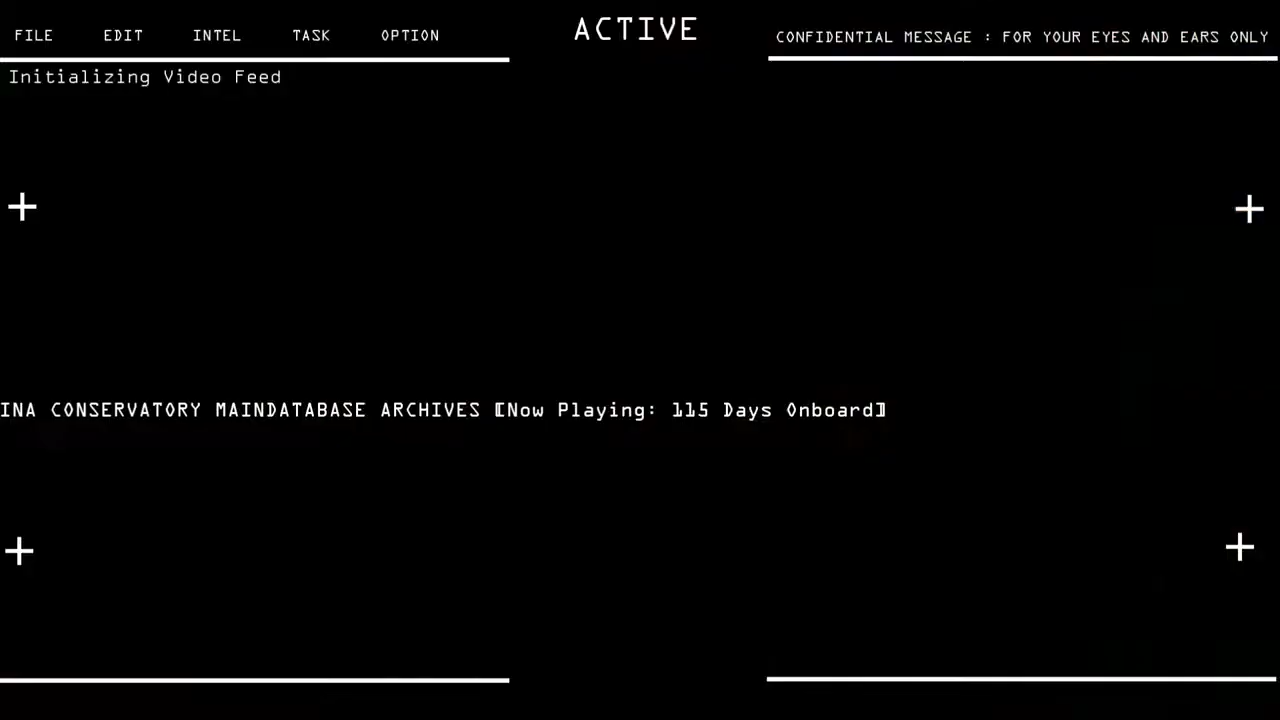 FILE EDIT INTEL TASK OPTION
ACTIVE
CONFIDENTIAL MESSAGE : FOR YOUR EYES AND EARS ONLY
Initializing Video Feed
INA CONSERVATORY MAINDATABASE ARCHIVES [Now Playing: 115 Days Onboard]